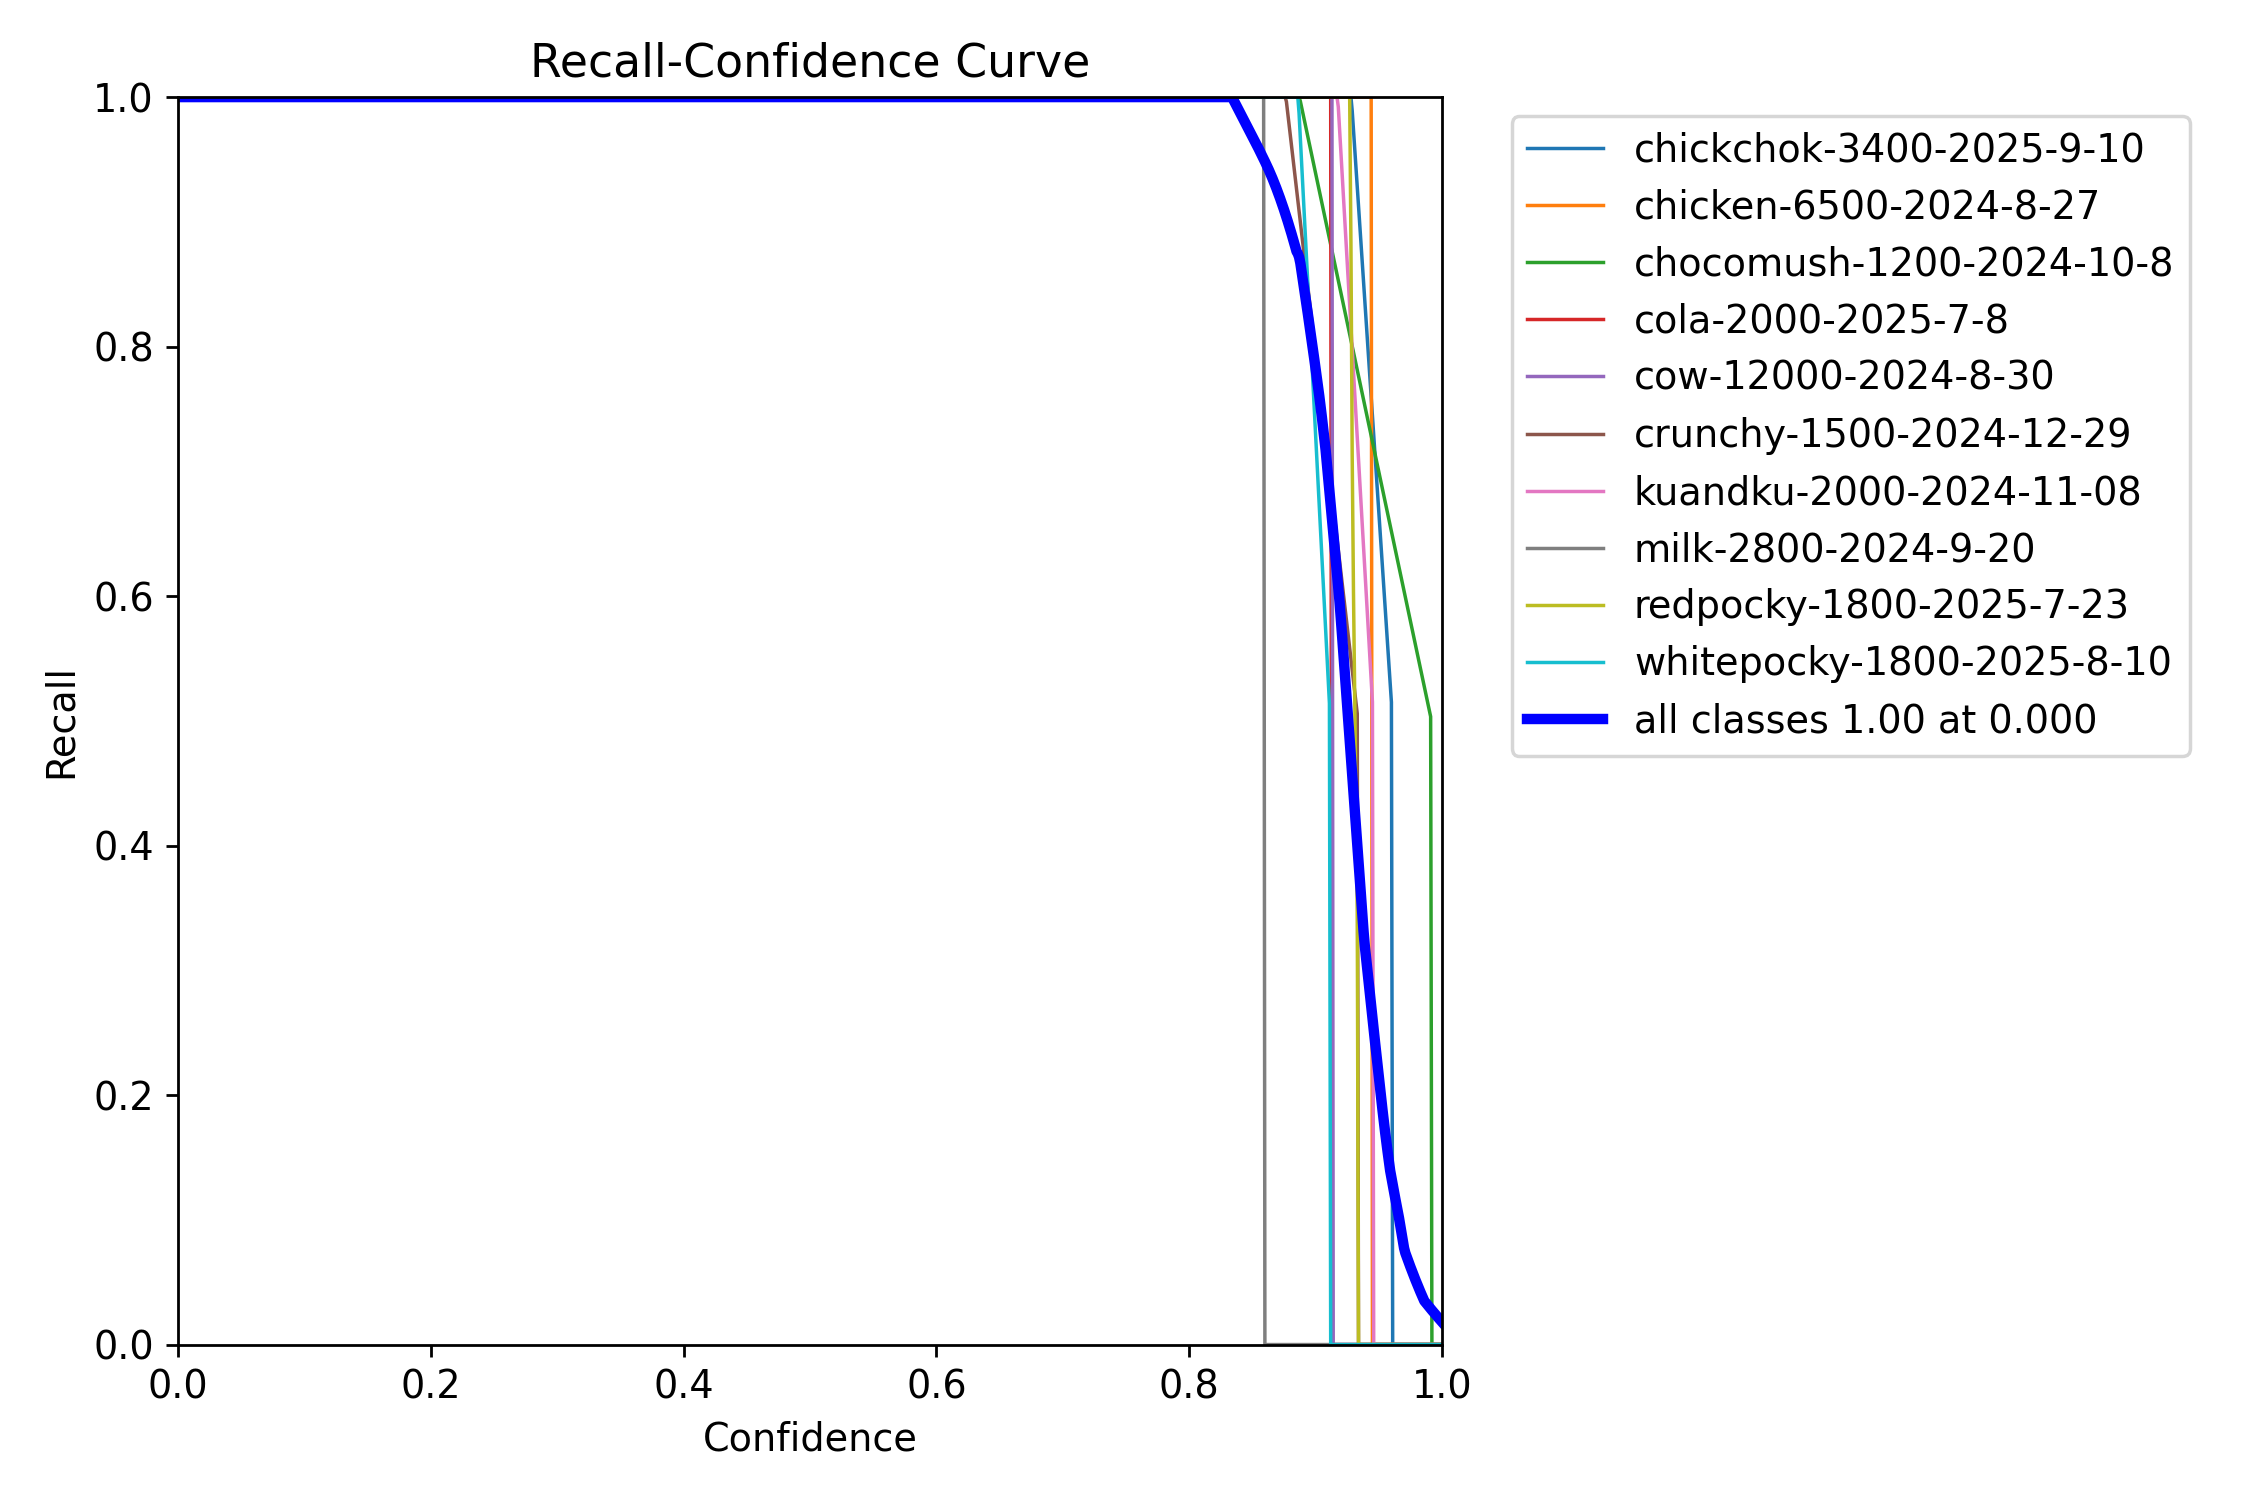 Recall-Confidence Curve
1.0
0.8
0.6
0.4
0.2
0.0
Recall
0.0 0.2 0.4 0.6 0.8 1.0
Confidence
chickchok-3400-2025-9-10
chicken-6500-2024-8-27
chocomush-1200-2024-10-8
cola-2000-2025-7-8
cow-12000-2024-8-30
crunchy-1500-2024-12-29
kuandku-2000-2024-11-08
milk-2800-2024-9-20
redpocky-1800-2025-7-23
whitepocky-1800-2025-8-10
all classes 1.00 at 0.000